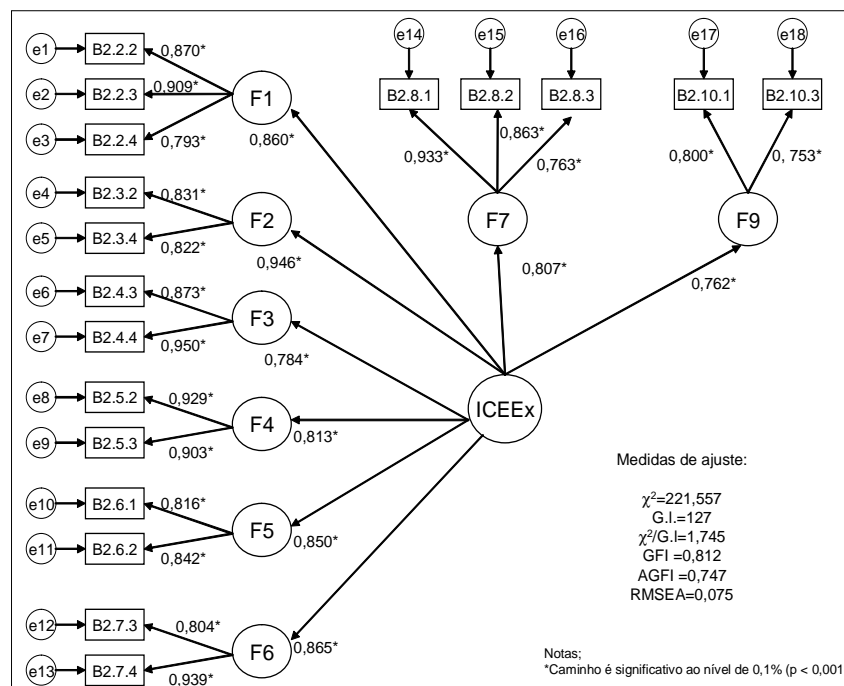 e1
B2.2.2
0,870*
e2
B2.2.3
0,909*
e3
B2.2.4
0,793*
F1
0,860*
e4
B2.3.2
0,831*
e5
B2.3.4
0,822*
F2
0,946*
e6
B2.4.3
0,873*
e7
B2.4.4
0,950*
F3
0,784*
e8
B2.5.2
0,929*
e9
B2.5.3
0,903*
F4
0,813*
e10
B2.6.1
0,816*
e11
B2.6.2
0,842*
F5
0,850*
e12
B2.7.3
0,804*
e13
B2.7.4
0,939*
F6
0,865*
e14
e15
e16
B2.8.1
B2.8.2
B2.8.3
0,933*
0,863*
0,763*
F7
0,807*
e17
e18
B2.10.1
B2.10.3
0,800*
0, 753*
F9
0,762*
ICEEx
Medidas de ajuste:
χ²=221,557
G.I.=127
χ²/G.I=1,745
GFI =0,812
AGFI =0,747
RMSEA=0,075
Notas;
*Caminho é significativo ao nível de 0,1% (p < 0,001